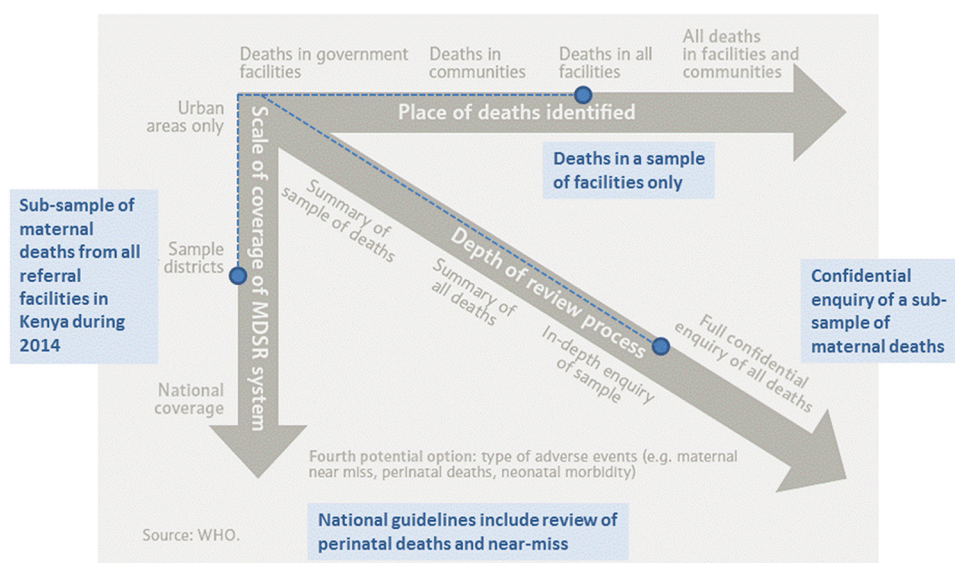 Deaths in government
facilities
Deaths in
communities
Deaths in all
facilities
All deaths
in facilities and
communities
Urban
areas only
Place of deaths identified
Deaths in a sample
of facilities only
Scale of coverage of MDSR system
Sub-sample of
maternal
deaths from all
referral
facilities in
Kenya during
2014
Sample
districts
National
coverage
Summary of
sample of deaths
Depth of review process
Summary of
all deaths
In-depth enquiry
of sample
Full confidential
enquiry of all deaths
Confidential
enquiry of a sub-
sample of
maternal deaths
Fourth potential option: type of adverse events (e.g. maternal
near miss, perinatal deaths, neonatal morbidity)
National guidelines include review of
perinatal deaths and near-miss
Source: WHO.